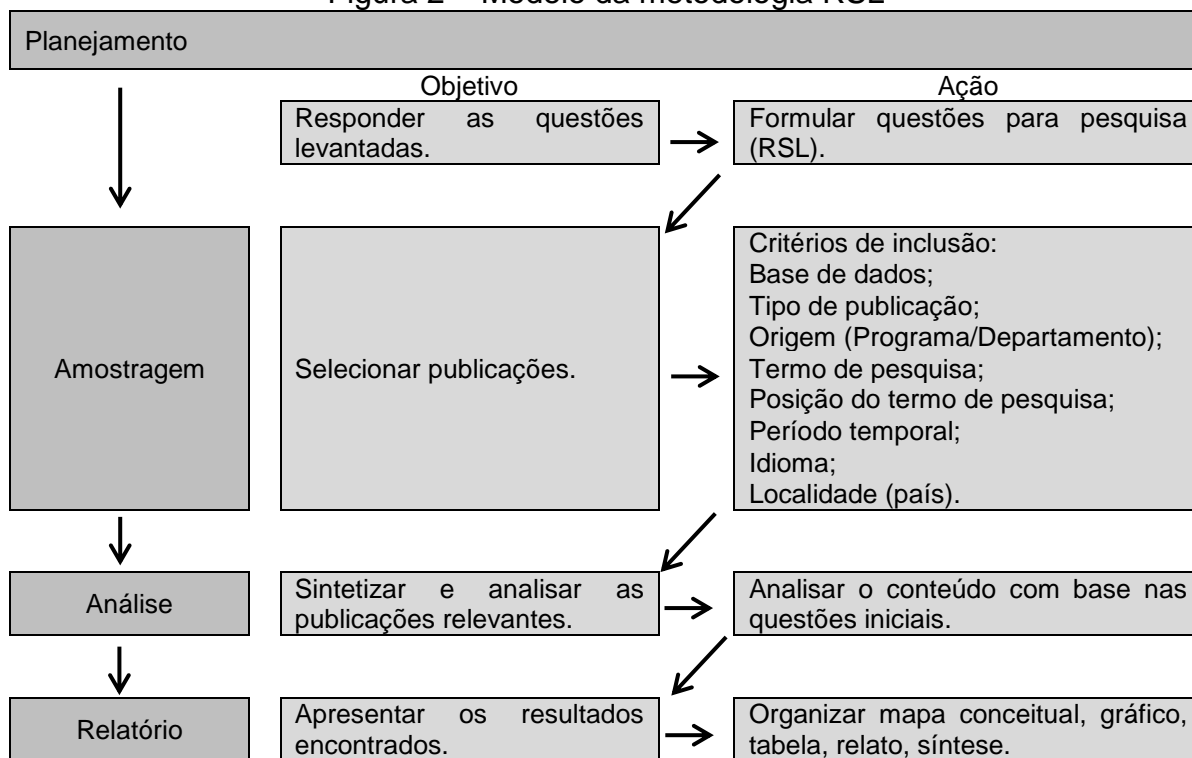 Figura 2 – Modelo da metodologia RSL
Planejamento
Objetivo
Ação
Responder as questões
levantadas.
Formular questões para pesquisa
(RSL).
Amostragem
Selecionar publicações.
Critérios de inclusão:
Base de dados;
Tipo de publicação;
Origem (Programa/Departamento);
Termo de pesquisa;
Posição do termo de pesquisa;
Período temporal;
Idioma;
Localidade (país).
Análise
Sintetizar e analisar as
publicações relevantes.
Analisar o conteúdo com base nas
questões iniciais.
Relatório
Apresentar os resultados
encontrados.
Organizar mapa conceitual, gráfico,
tabela, relato, síntese.